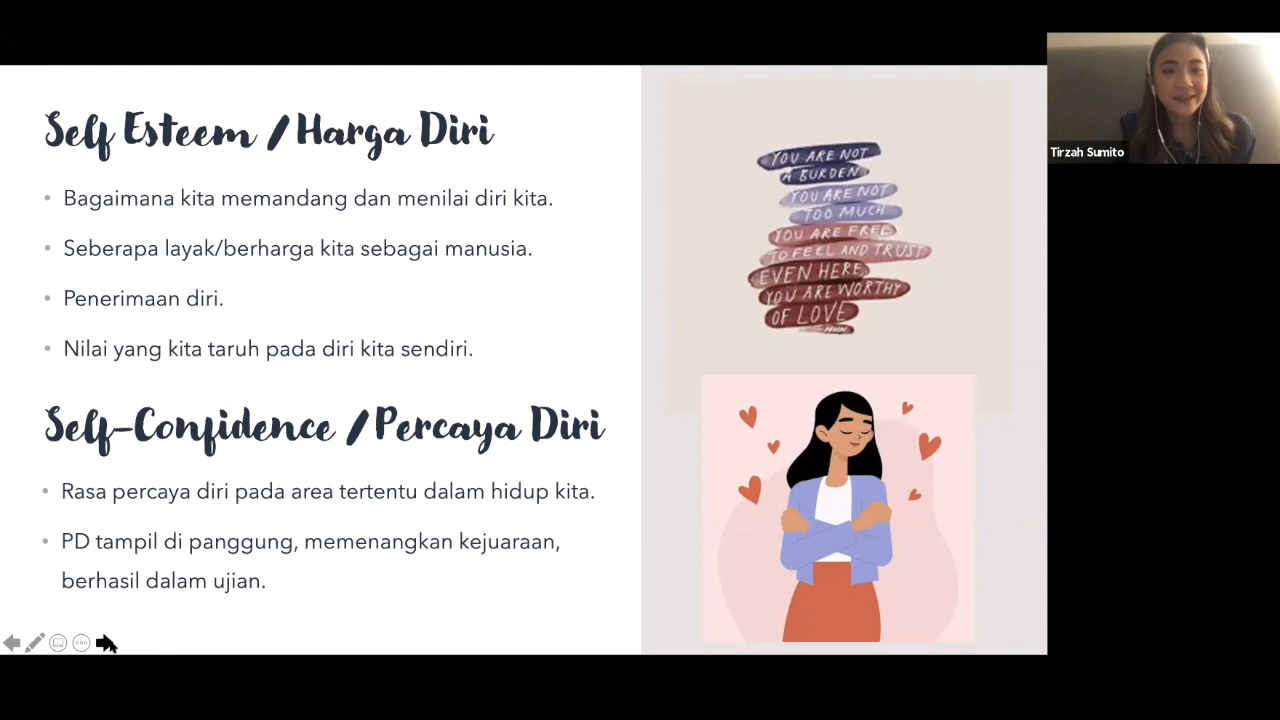 Self Esteem / Harga Diri
• Bagaimana kita memandang dan menilai diri kita.
• Seberapa layak/berharga kita sebagai manusia.
• Penerimaan diri.
• Nilai yang kita taruh pada diri kita sendiri.
Self-Confidence / Percaya Diri
• Rasa percaya diri pada area tertentu dalam hidup kita.
• PD tampil di panggung, memenangkan kejuaraan,
berhasil dalam ujian.
YOU ARE NOT
A BURDEN.
YOU ARE NOT
TOO MUCH
YOU ARE FREE
TO FEEL AND TRUST
EVEN HERE,
YOU ARE WORTHY
OF LOVE
Tirzah Sumito